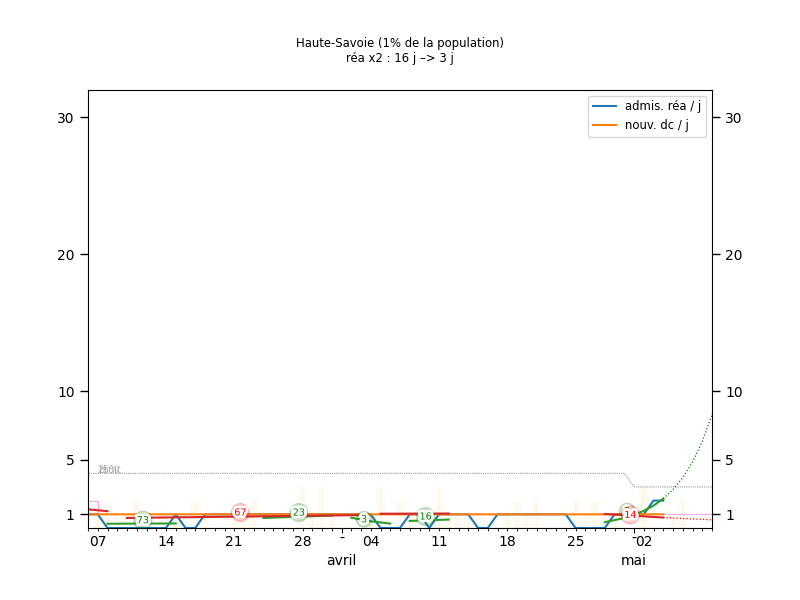 Haute-Savoie (1% de la population)
réa x2 : 16 j –> 3 j
admis. réa / j
nouv. dc / j
30 30
20 20
10 10
5 5
1 1
73 67 23 3 16 14
07 14 21 28 - 04 11 18 25 - 02
avril mai